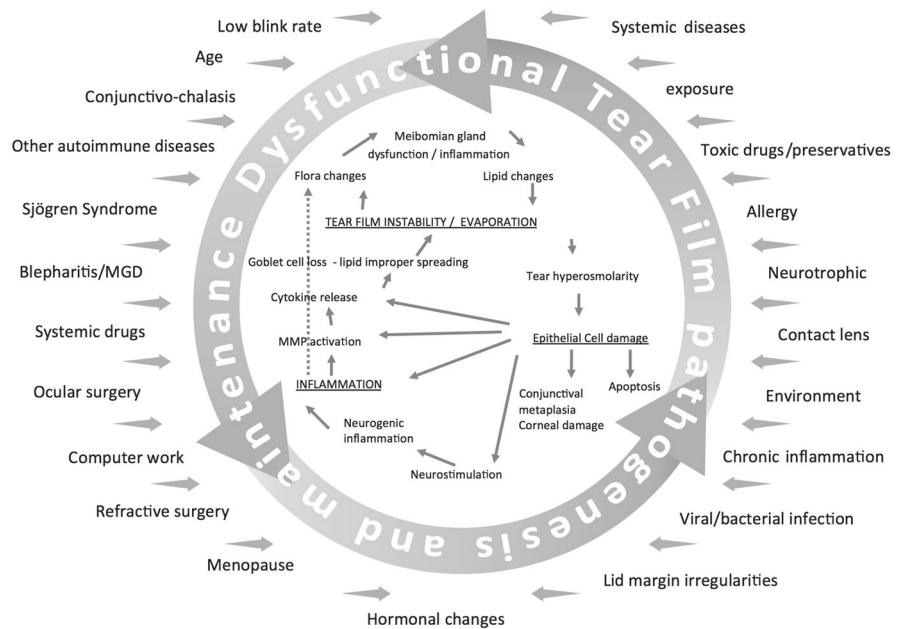 Dysfunctional Tear Film pathogenesis and maintenance
Low blink rate
Age
Conjunctivo-chalasis
Other autoimmune diseases
Sjögren Syndrome
Blepharitis/MGD
Systemic drugs
Ocular surgery
Computer work
Refractive surgery
Menopause
Hormonal changes
Systemic diseases
exposure
Toxic drugs/preservatives
Allergy
Neurotrophic
Contact lens
Environment
Chronic inflammation
Viral/bacterial infection
Lid margin irregularities
Meibomian gland
dysfunction / inflammation
Flora changes
Lipid changes
TEAR FILM INSTABILITY / EVAPORATION
Goblet cell loss - lipid improper spreading
Tear hyperosmolarity
Cytokine release
MMP activation
Epithelial Cell damage
INFLAMMATION
Conjunctival
metaplasia
Corneal damage
Apoptosis
Neurogenic
inflammation
Neurostimulation